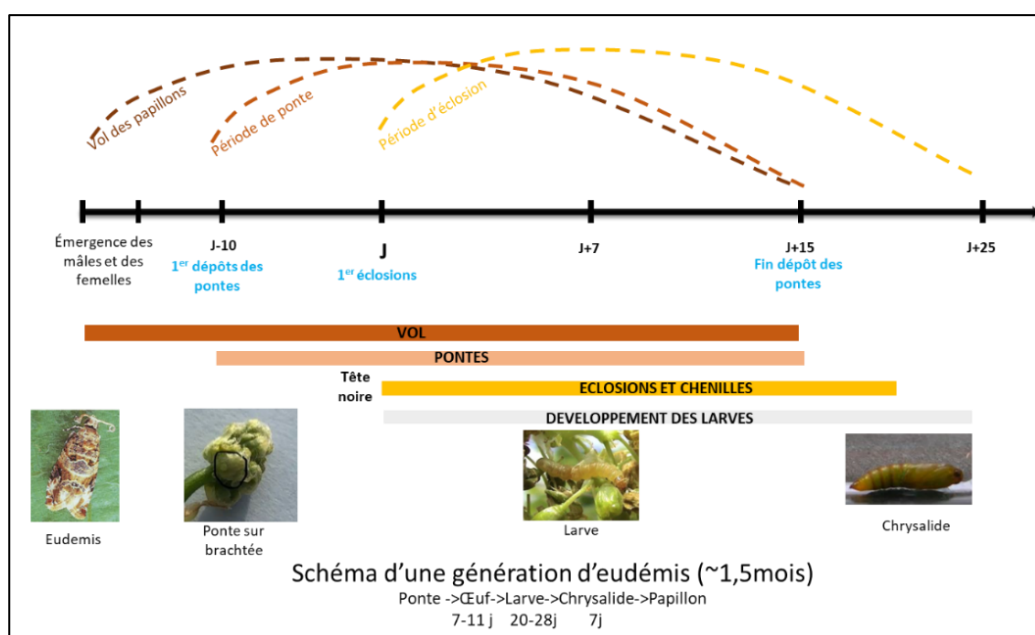 Vol des papillons
Période de ponte
Période d'éclosion
Émergence des
mâles et des
femelles
J-10
1er dépôts des
pontes
J
1er éclosions
J+7
J+15
Fin dépôt des
pontes
J+25
VOL
PONTES
Tête
noire
ECLOSIONS ET CHENILLES
DEVELOPPEMENT DES LARVES
Eudemis
Ponte sur
brachtée
Larve
Chrysalide
Schéma d'une génération d'eudémis (~1,5mois)
Ponte ->Œuf->Larve->Chrysalide->Papillon
7-11 j 20-28j 7j